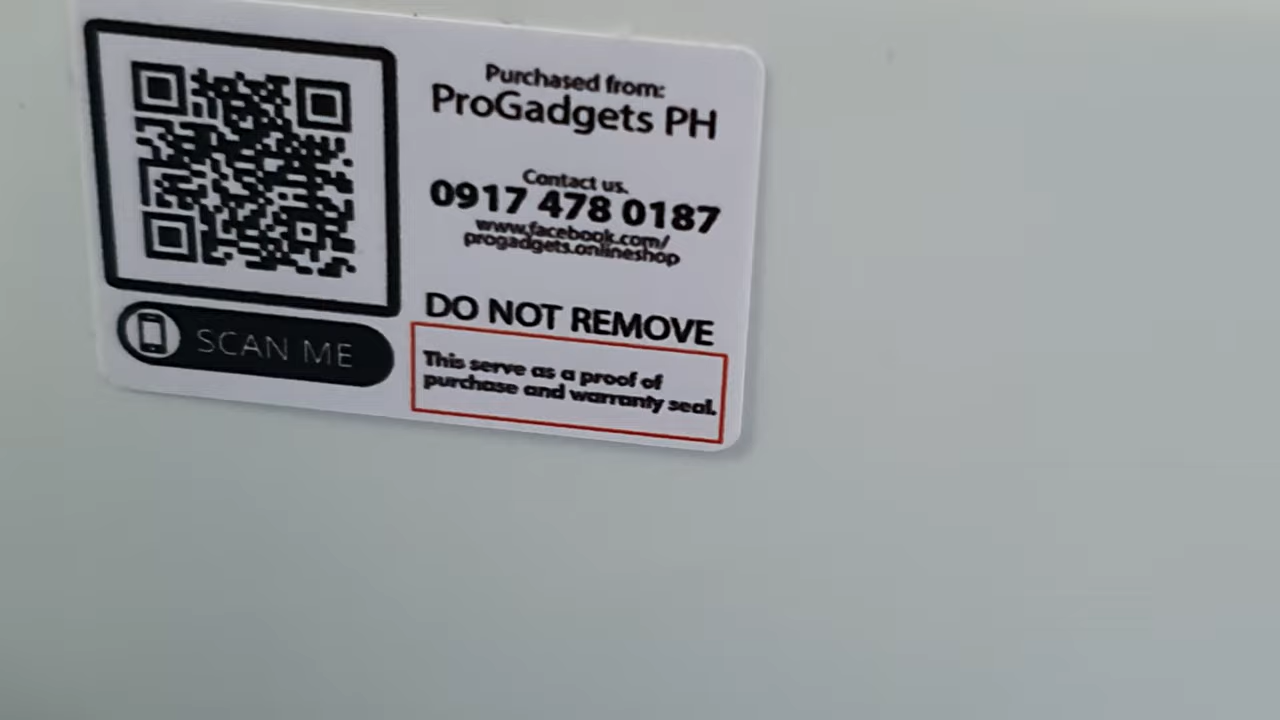 Purchased from:
ProGadgets PH
Contact us.
0917 478 0187
www.facebook.com/
progadgets.onlineshop
DO NOT REMOVE
This serve as a proof of
purchase and warranty seal.
SCAN ME